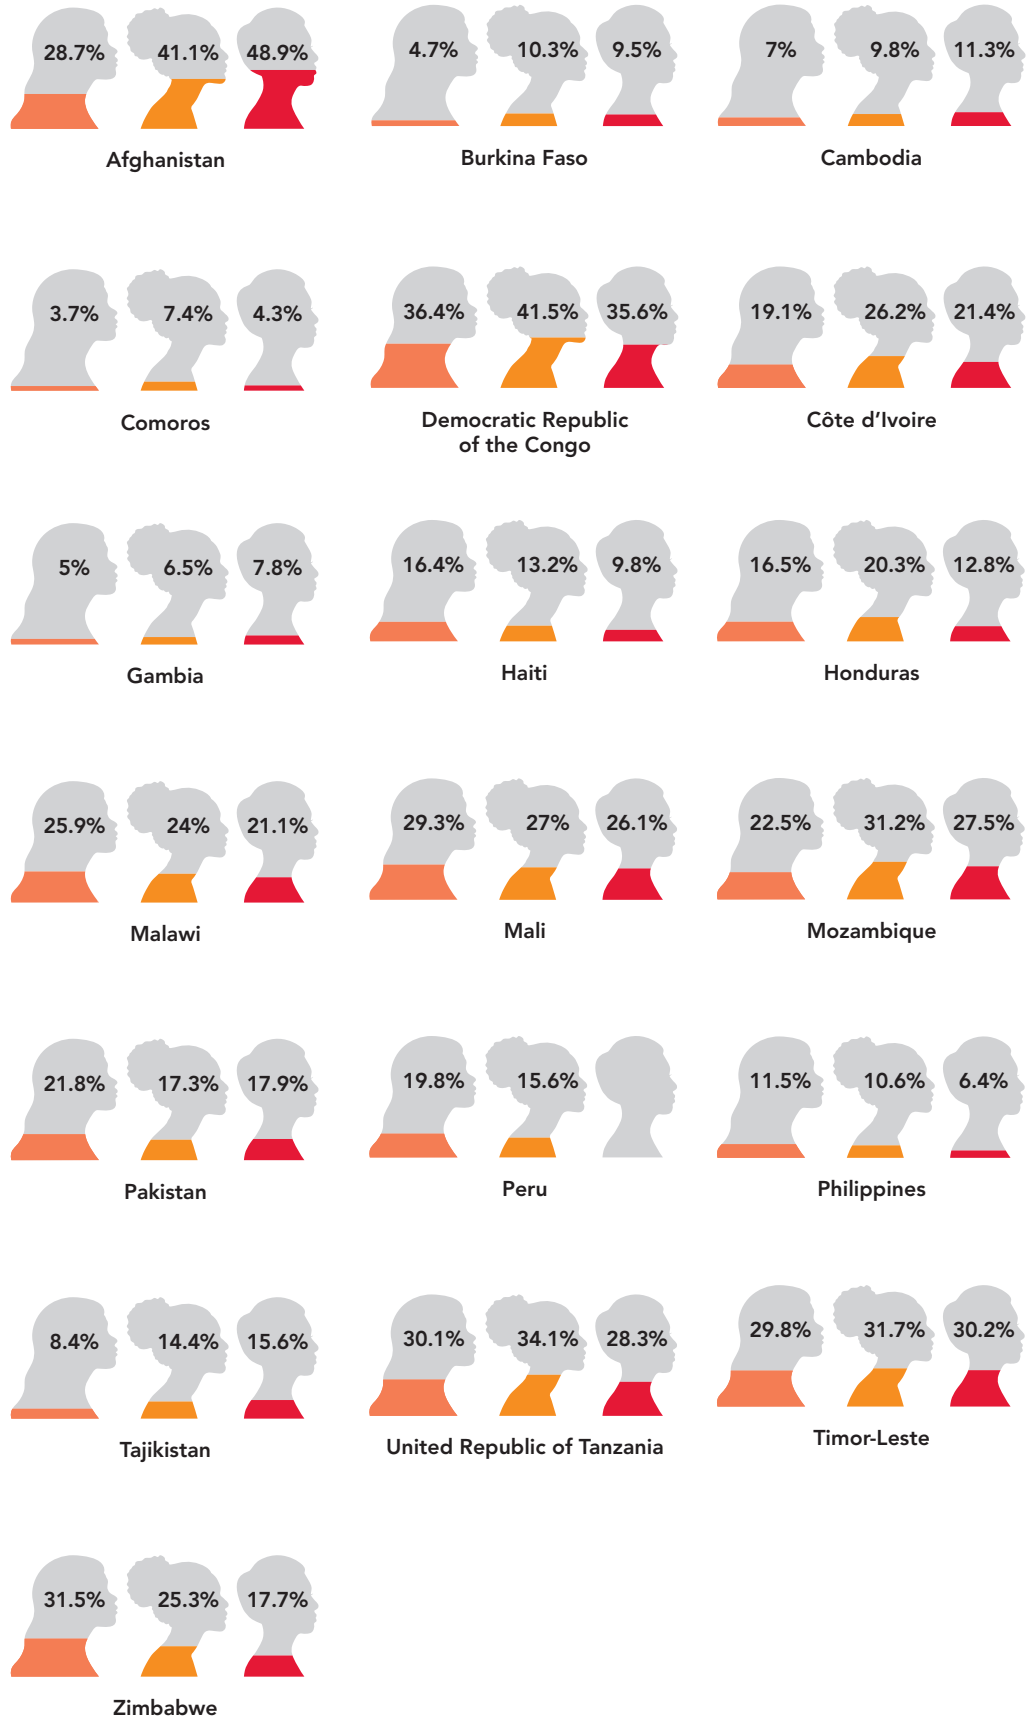 28.7% 41.1% 48.9%
Afghanistan
4.7% 10.3% 9.5%
Burkina Faso
7% 9.8% 11.3%
Cambodia
3.7% 7.4% 4.3%
Comoros
36.4% 41.5% 35.6%
Democratic Republic
of the Congo
19.1% 26.2% 21.4%
Côte d’Ivoire
5% 6.5% 7.8%
Gambia
16.4% 13.2% 9.8%
Haiti
16.5% 20.3% 12.8%
Honduras
25.9% 24% 21.1%
Malawi
29.3% 27% 26.1%
Mali
22.5% 31.2% 27.5%
Mozambique
21.8% 17.3% 17.9%
Pakistan
19.8% 15.6%
Peru
11.5% 10.6% 6.4%
Philippines
8.4% 14.4% 15.6%
Tajikistan
30.1% 34.1% 28.3%
United Republic of Tanzania
29.8% 31.7% 30.2%
Timor-Leste
31.5% 25.3% 17.7%
Zimbabwe